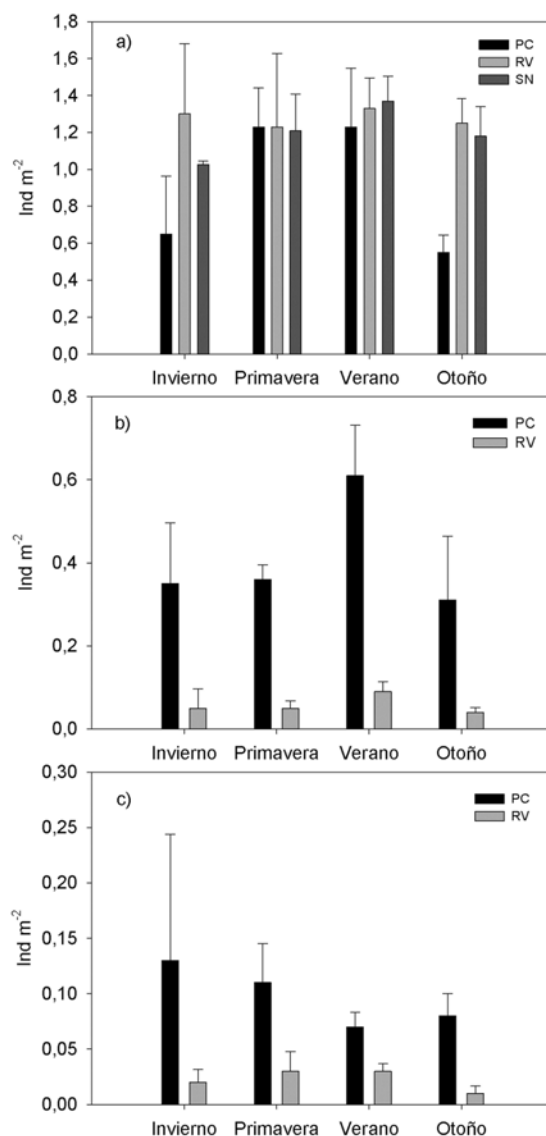 a)
PC
RV
SN
1,8
1,6
1,4
1,2
1,0
0,8
0,6
0,4
0,2
0,0
Ind m⁻²
Invierno Primavera Verano Otoño
b)
PC
RV
0,8
0,6
0,4
0,2
0,0
Ind m⁻²
Invierno Primavera Verano Otoño
c)
PC
RV
0,30
0,25
0,20
0,15
0,10
0,05
0,00
Ind m⁻²
Invierno Primavera Verano Otoño